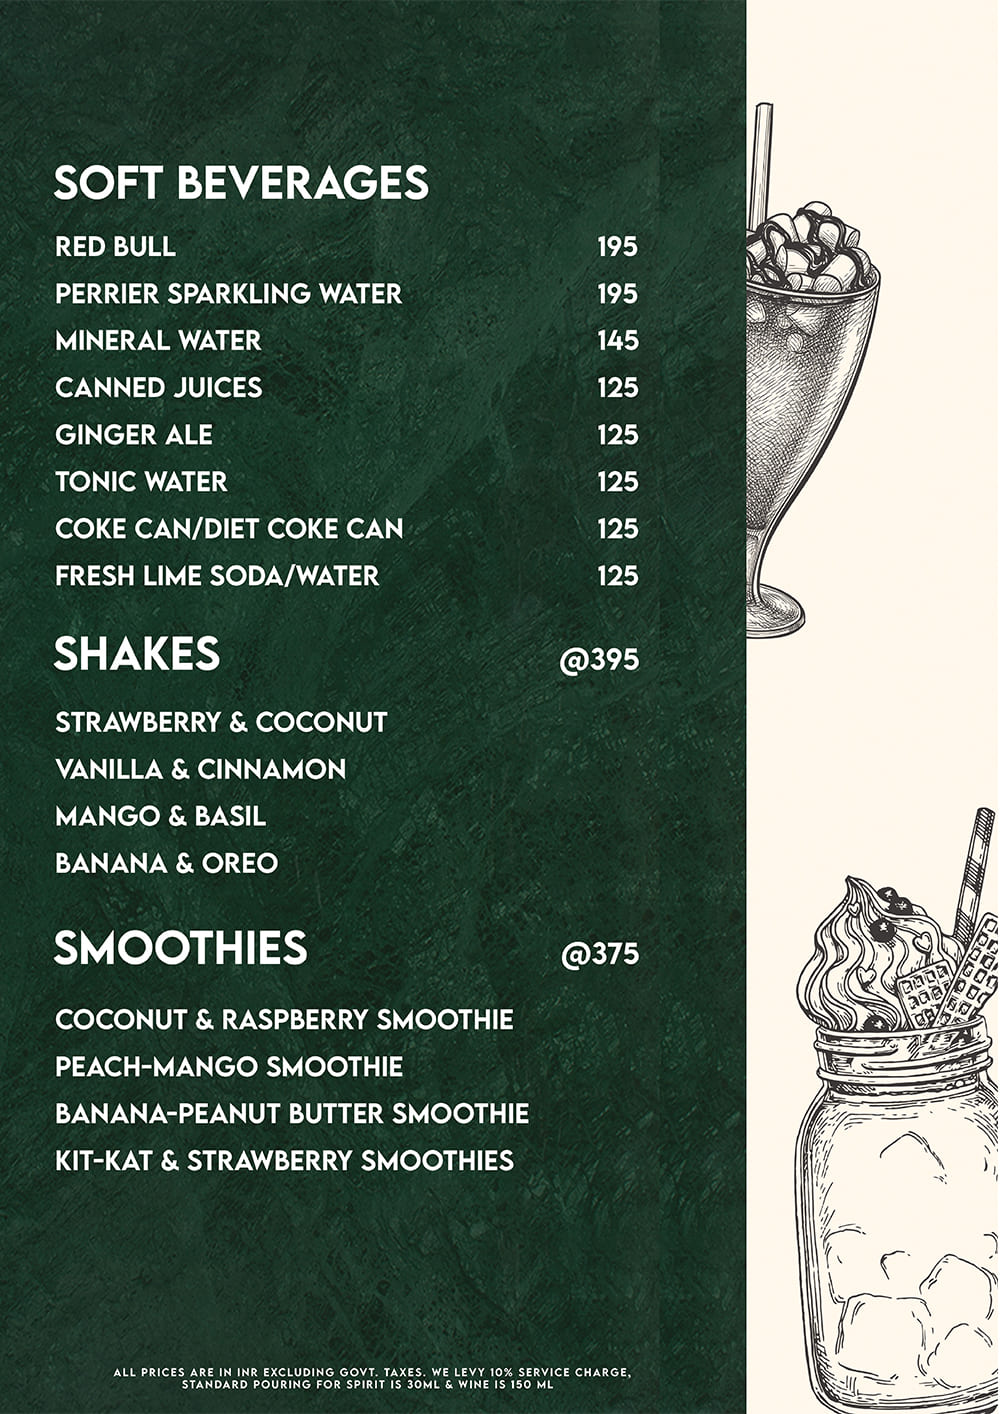 SOFT BEVERAGES
RED BULL 195
PERRIER SPARKLING WATER 195
MINERAL WATER 145
CANNED JUICES 125
GINGER ALE 125
TONIC WATER 125
COKE CAN/DIET COKE CAN 125
FRESH LIME SODA/WATER 125
SHAKES @395
STRAWBERRY & COCONUT
VANILLA & CINNAMON
MANGO & BASIL
BANANA & OREO
SMOOTHIES @375
COCONUT & RASPBERRY SMOOTHIE
PEACH-MANGO SMOOTHIE
BANANA-PEANUT BUTTER SMOOTHIE
KIT-KAT & STRAWBERRY SMOOTHIES
ALL PRICES ARE IN INR EXCLUDING GOVT. TAXES. WE LEVY 10% SERVICE CHARGE,
STANDARD POURING FOR SPIRIT IS 30ML & WINE IS 150 ML